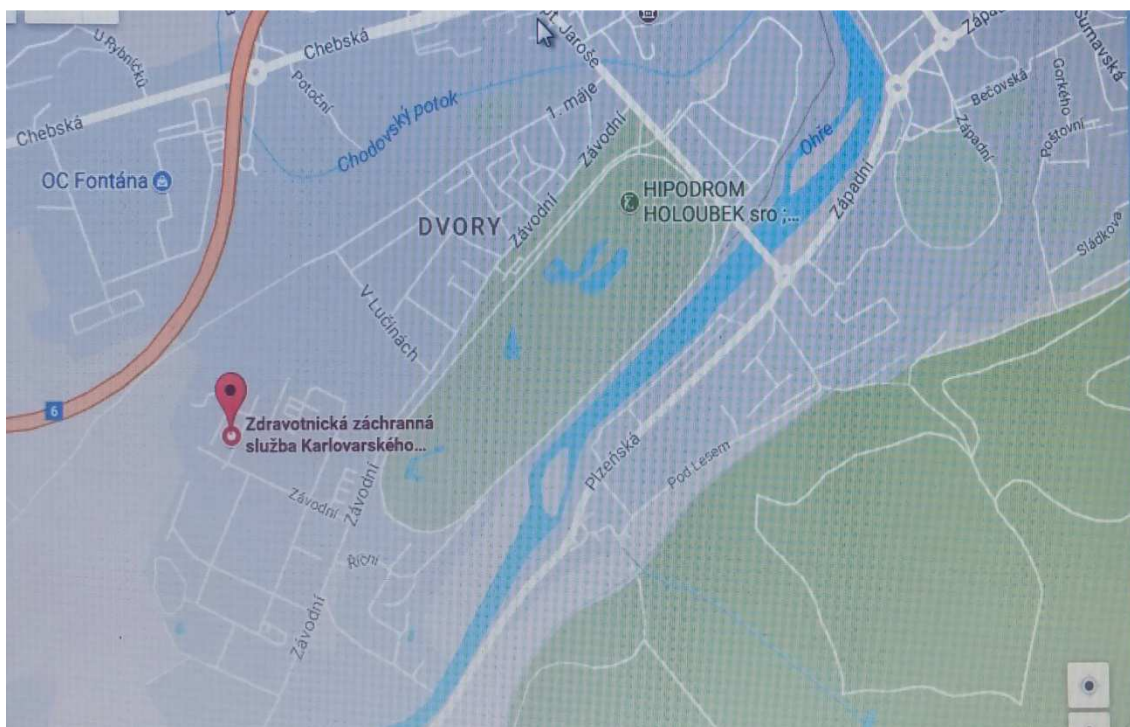 U Rybníčků
Chebská
Chebská
Potoční
Chodovský potok
OC Fontána
DVORY
1. máje
Jaroše
Závodní
Závodní
V Lučinách
HIPODROM
HOLOUBEK sro ;...
Ohře
Západní
Západní
Bečovská
Gorkého
Šumavská
Poštovní
Sládkova
6
Zdravotnická záchranná
služba Karlovarského...
Závodní
Závodní
Závodní
Říční
Plzeňská
Pod Lesem